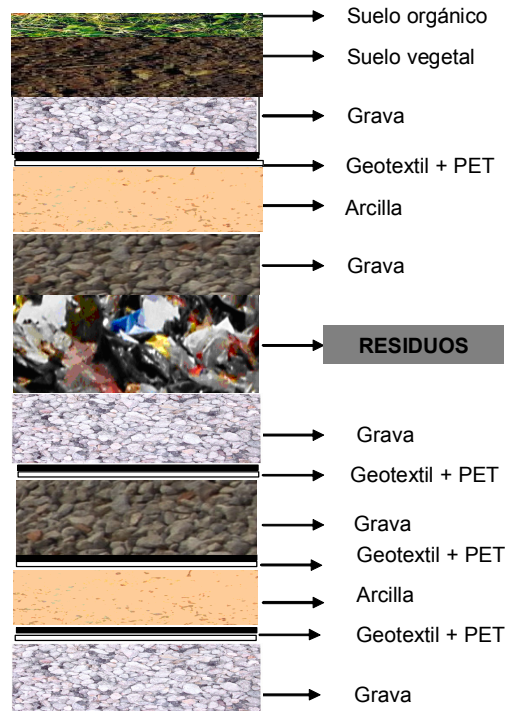 Suelo orgánico
Suelo vegetal
Grava
Geotextil + PET
Arcilla
Grava
RESIDUOS
Grava
Geotextil + PET
Grava
Geotextil + PET
Arcilla
Geotextil + PET
Grava